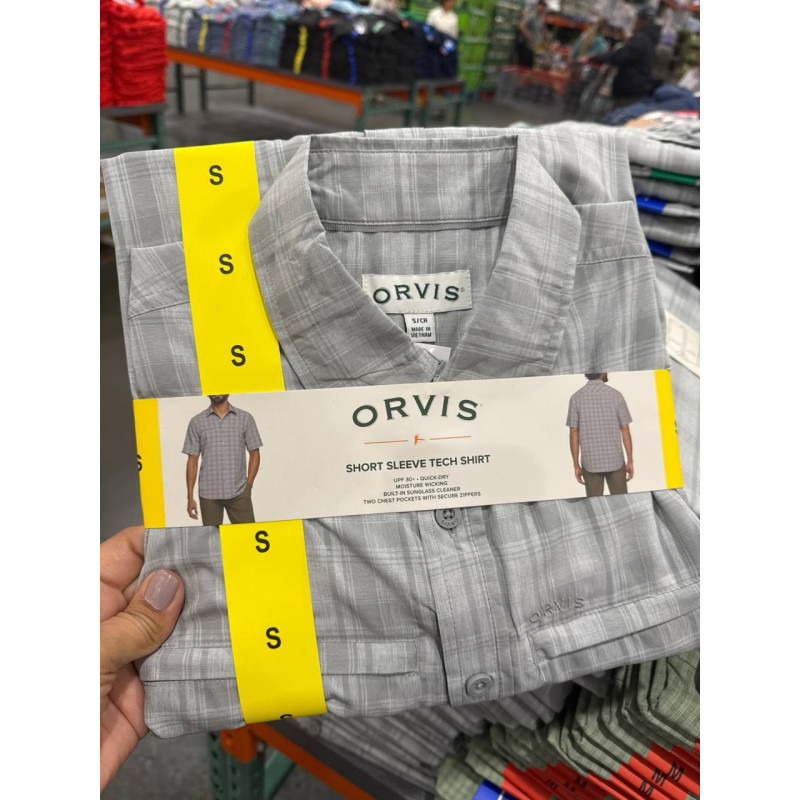 S
S
S
ORVIS
S/CH
MADE IN
VIETNAM
ORVIS
SHORT SLEEVE TECH SHIRT
UPF 30+ • QUICK-DRY
MOISTURE WICKING
BUILT-IN SUNGLASS CLEANER
TWO CHEST POCKETS WITH SECURE ZIPPERS
S
S
S
S
ORVIS
M
M
M